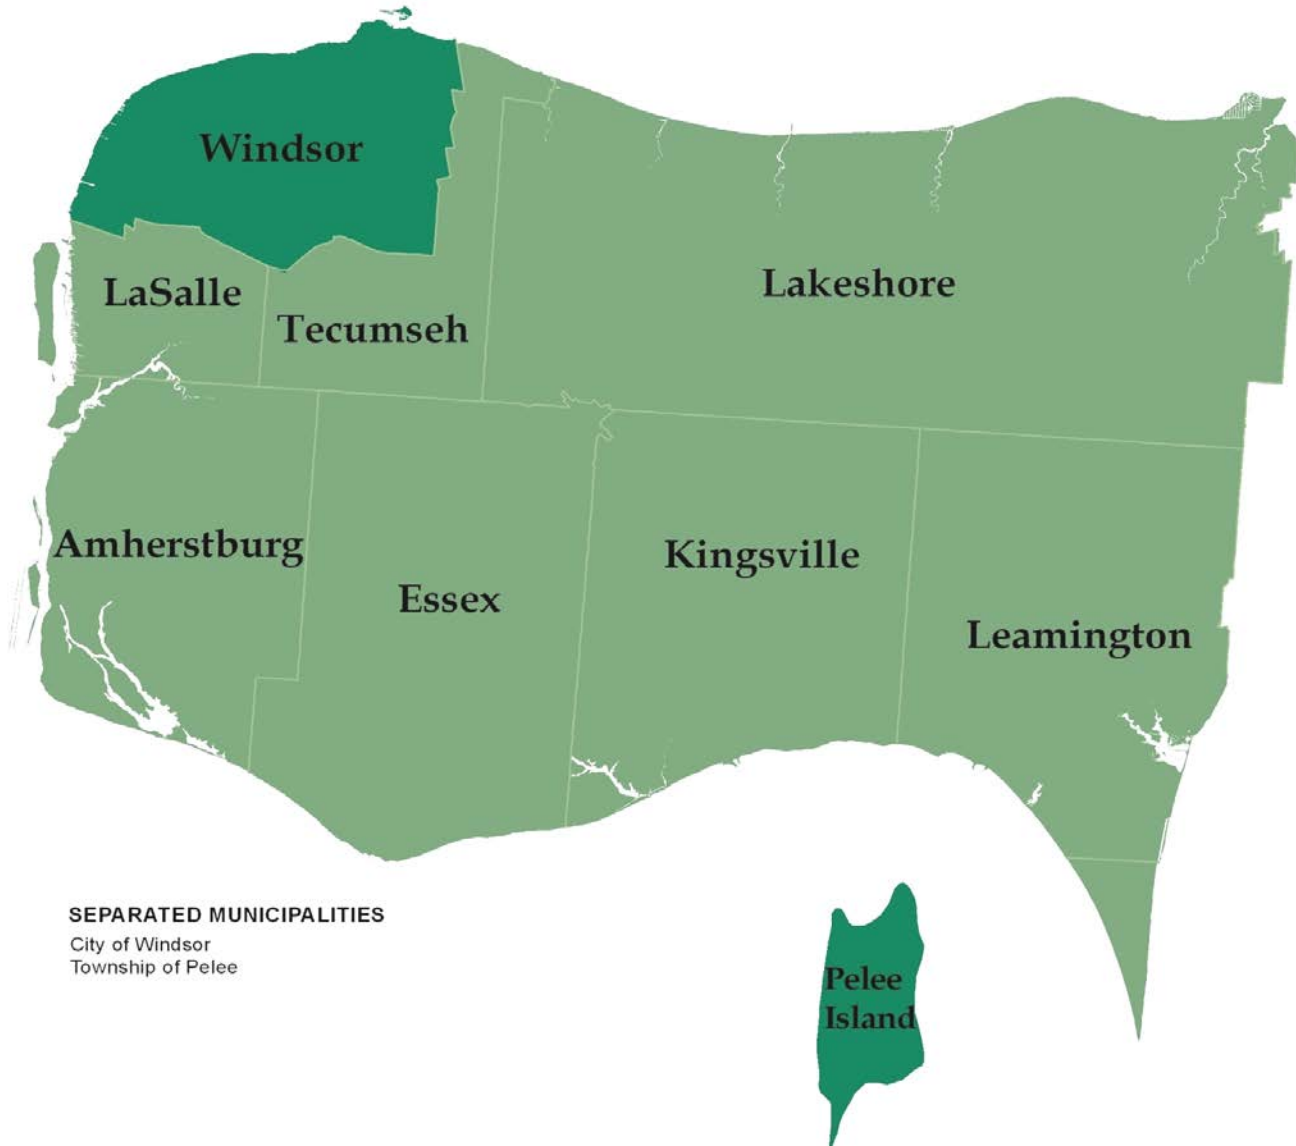 Windsor
LaSalle
Lakeshore
Tecumseh
Amherstburg
Kingsville
Essex
Leamington
SEPARATED MUNICIPALITIES
City of Windsor
Township of Pelee
Pelee
Island